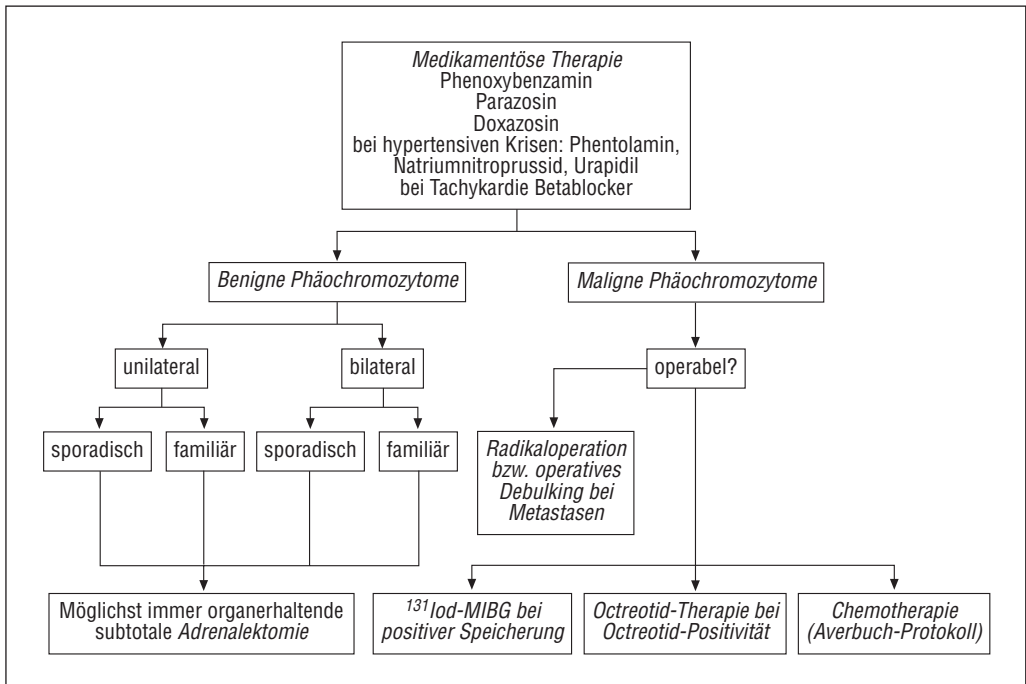 Medikamentöse Therapie
Phenoxybenzamin
Parazosin
Doxazosin
bei hypertensiven Krisen: Phentolamin,
Natriumnitroprussid, Urapidil
bei Tachykardie Betablocker
Benigne Phäochromozytome
Maligne Phäochromozytome
unilateral
bilateral
operabel?
sporadisch
familiär
sporadisch
familiär
Radikaloperation
bzw. operatives
Debulking bei
Metastasen
Möglichst immer organerhaltende
subtotale Adrenalektomie
¹³¹Iod-MIBG bei
positiver Speicherung
Octreotid-Therapie bei
Octreotid-Positivität
Chemotherapie
(Averbuch-Protokoll)